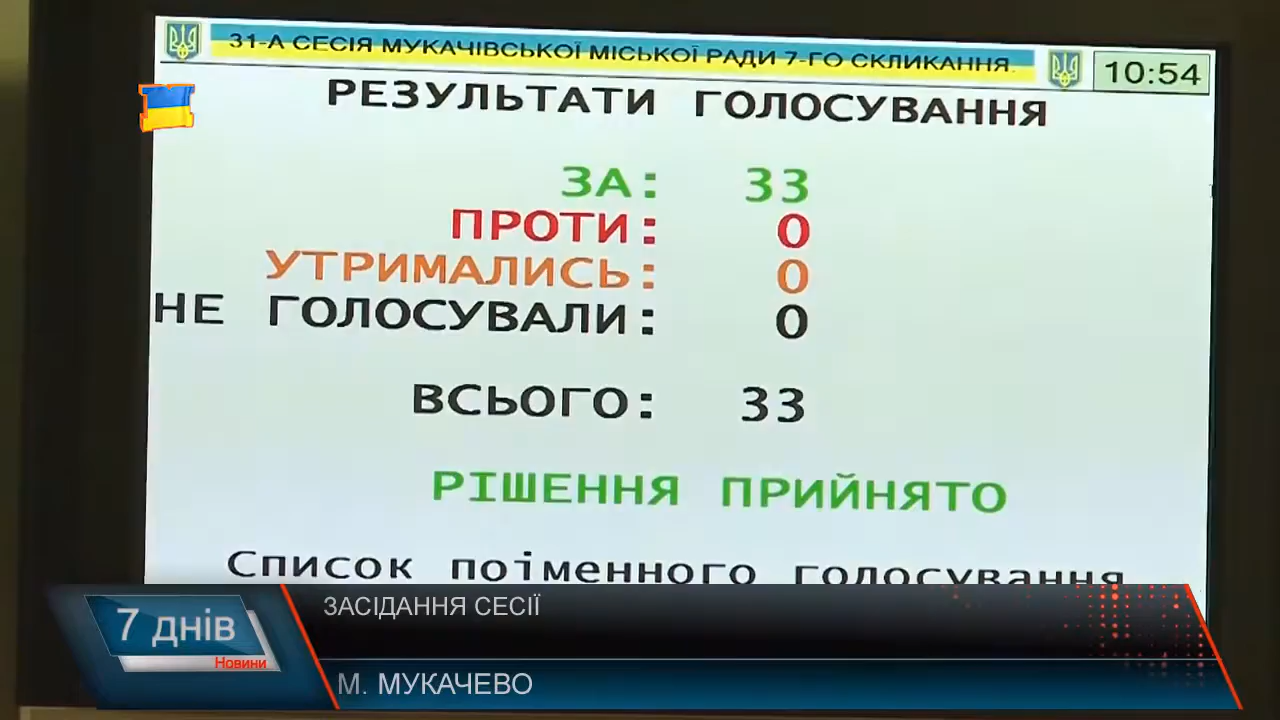 31-А СЕСІЯ МУКАЧІВСЬКОЇ МІСЬКОЇ РАДИ 7-ГО СКЛИКАННЯ.
10:54
РЕЗУЛЬТАТИ ГОЛОСУВАННЯ
ЗА: 33
ПРОТИ: 0
УТРИМАЛИСЬ: 0
НЕ ГОЛОСУВАЛИ: 0
ВСЬОГО: 33
РІШЕННЯ ПРИЙНЯТО
Список поіменного голосування
7 днів
Новини
ЗАСІДАННЯ СЕСІЇ
М. МУКАЧЕВО